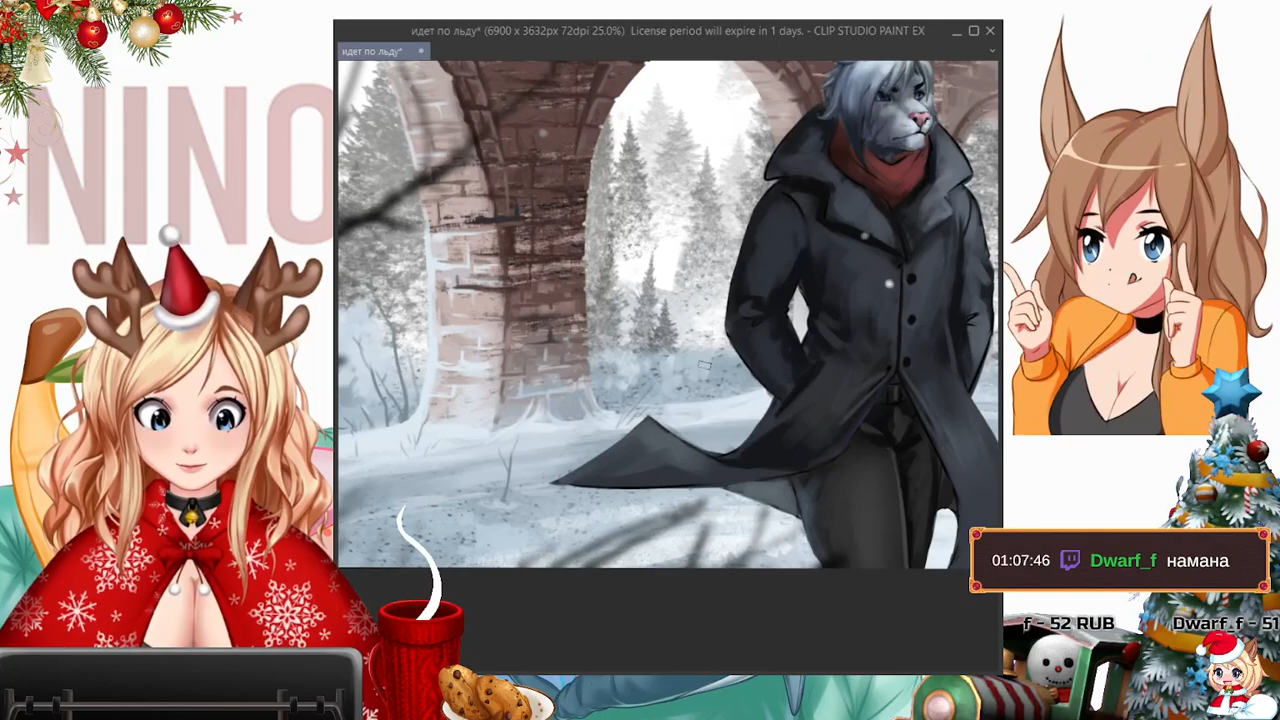 NINO
идет по льду* (6900 x 3632px 72dpi 25.0%) License period will expire in 1 days. - CLIP STUDIO PAINT EX
идет по льду*
01:07:46 Dwarf_f намана
f - 52 RUB Dwarf_f - 51